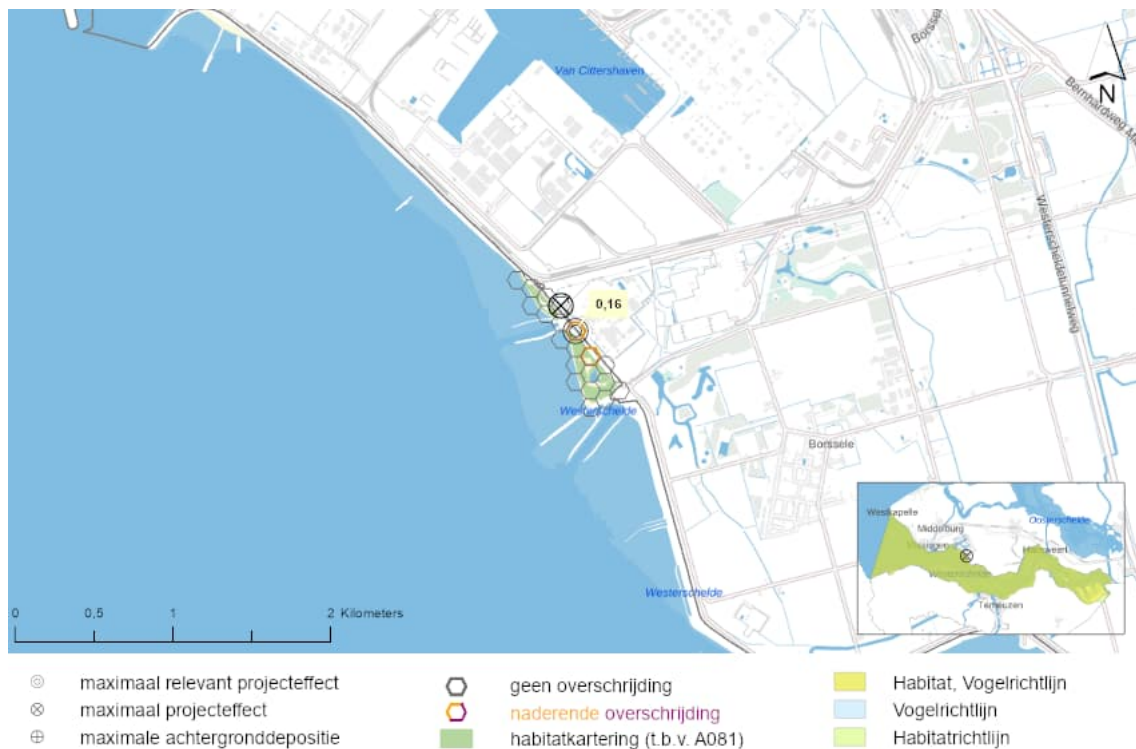 Van Cittershaven
Borssel
Bernhardweg
N
Westerscheldetunnelweg
0,16
Westerschelde
Borssele
Westkapelle
Middelburg
Oosterschelde
Terneuzen
Westerschelde
0 0,5 1 2 Kilometers
maximaal relevant projecteffect
maximaal projecteffect
maximale achtergronddepositie
geen overschrijding
naderende overschrijding
habitatkartering (t.b.v. A081)
Habitat, Vogelrichtlijn
Vogelrichtlijn
Habitatrichtlijn